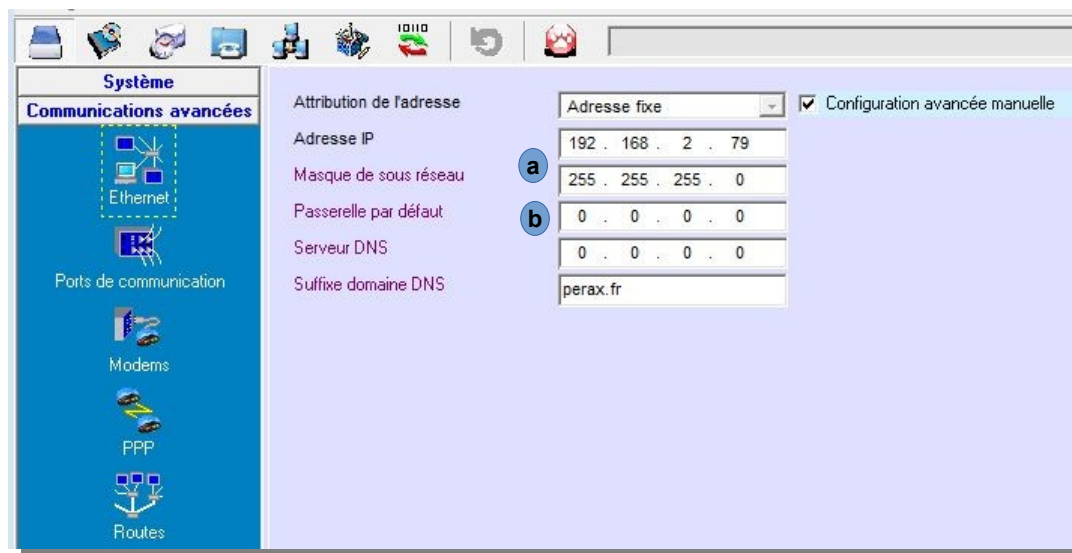 10110
Système
Communications avancées
Ethernet
Ports de communication
Modems
PPP
Routes
Attribution de l'adresse
Adresse fixe
Configuration avancée manuelle
Adresse IP
192 . 168 . 2 . 79
a
Masque de sous réseau
255 . 255 . 255 . 0
Passerelle par défaut
b
0 . 0 . 0 . 0
Serveur DNS
0 . 0 . 0 . 0
Suffixe domaine DNS
perax.fr